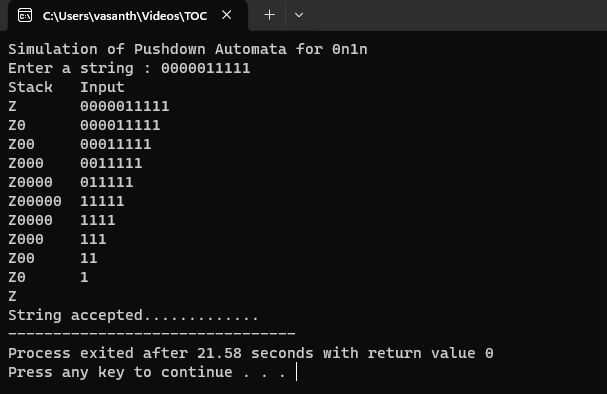 C:\Users\vasanth\Videos\TOC
Simulation of Pushdown Automata for 0n1n
Enter a string : 0000011111
Stack   Input
Z       0000011111
Z0      000011111
Z00     00011111
Z000    0011111
Z0000   011111
Z00000  11111
Z0000   1111
Z000    111
Z00     11
Z0      1
Z
String accepted.............
--------------------------------
Process exited after 21.58 seconds with return value 0
Press any key to continue . . .